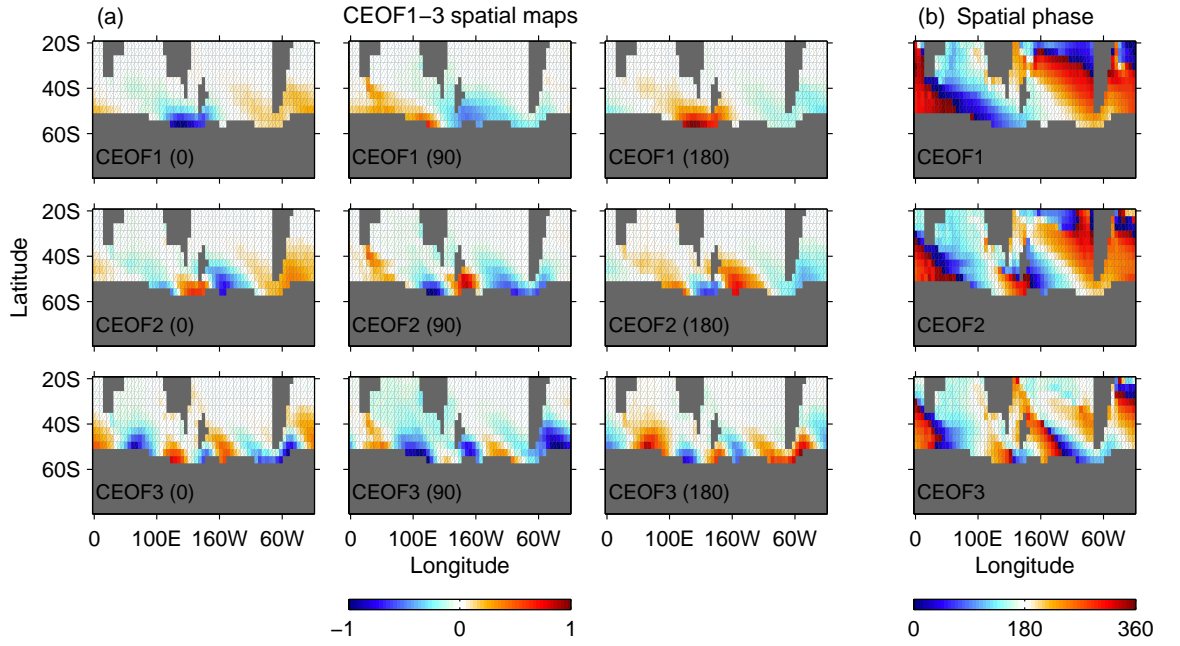 (a) CEOF1−3 spatial maps
(b) Spatial phase
20S
40S
60S
CEOF1 (0)
CEOF1 (90)
CEOF1 (180)
CEOF1
20S
40S
60S
CEOF2 (0)
CEOF2 (90)
CEOF2 (180)
CEOF2
Latitude
20S
40S
60S
CEOF3 (0)
CEOF3 (90)
CEOF3 (180)
CEOF3
0 100E 160W 60W
0 100E 160W 60W
0 100E 160W 60W
0 100E 160W 60W
Longitude
Longitude
−1 0 1
0 180 360